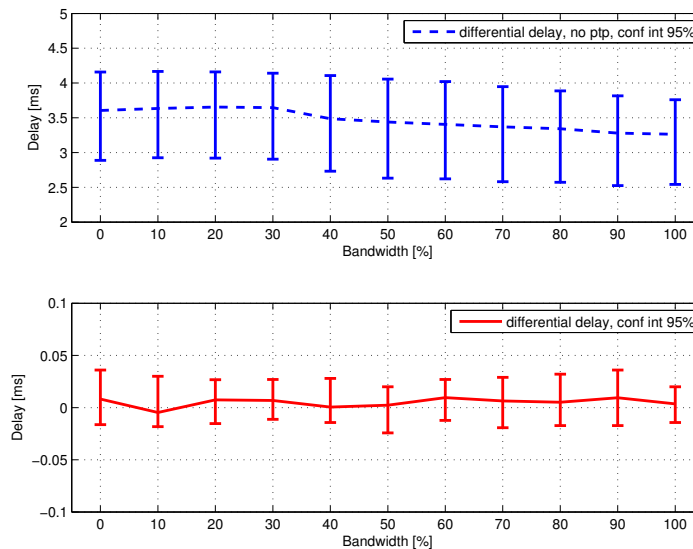 5
4.5
4
3.5
3
2.5
2
Delay [ms]
differential delay, no ptp, conf int 95%
0 10 20 30 40 50 60 70 80 90 100
Bandwidth [%]
0.1
0.05
0
−0.05
−0.1
Delay [ms]
differential delay, conf int 95%
0 10 20 30 40 50 60 70 80 90 100
Bandwidth [%]